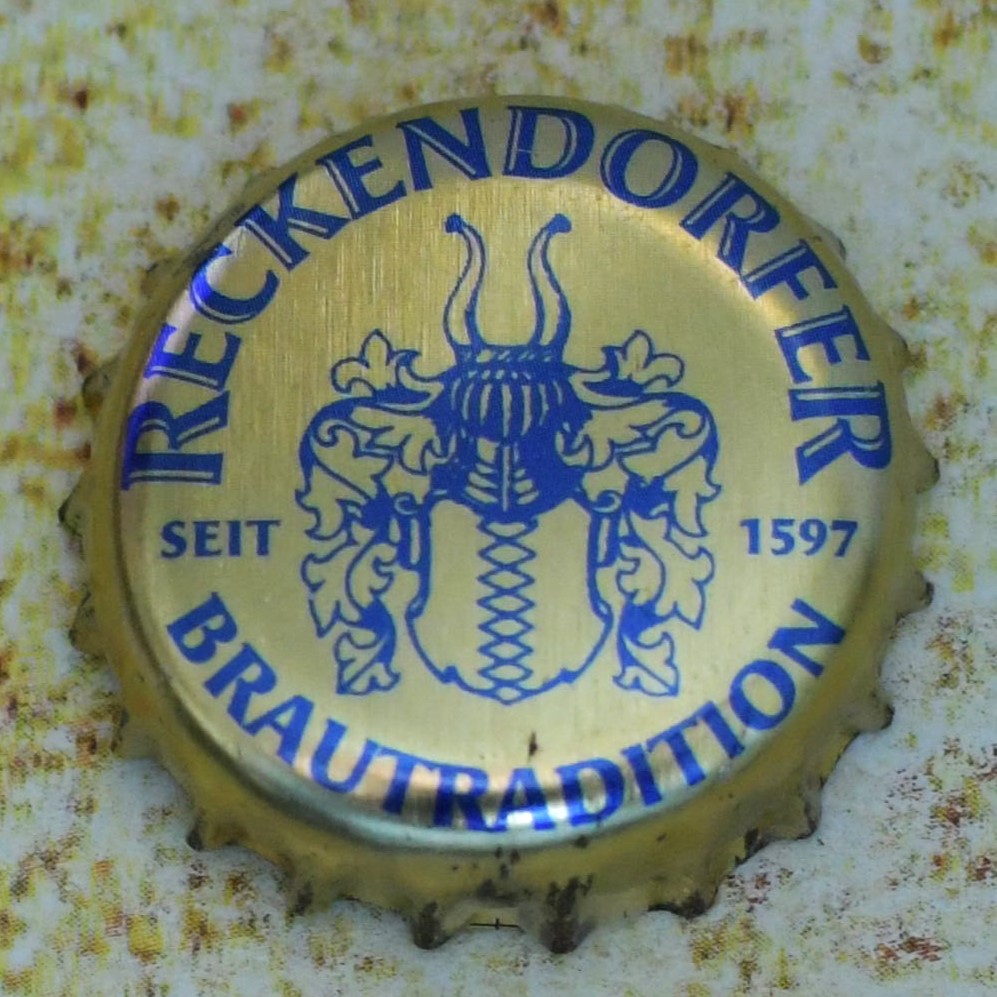 RECKENDORFER
SEIT 1597
BRAUTRADITION